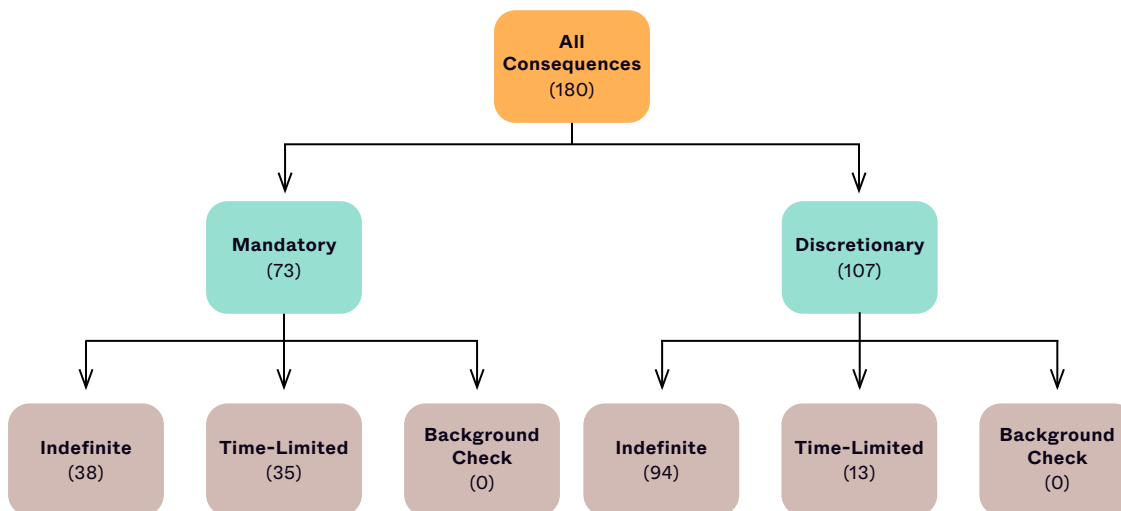 All
Consequences
(180)
Mandatory
(73)
Discretionary
(107)
Indefinite
(38)
Time-Limited
(35)
Background
Check
(0)
Indefinite
(94)
Time-Limited
(13)
Background
Check
(0)